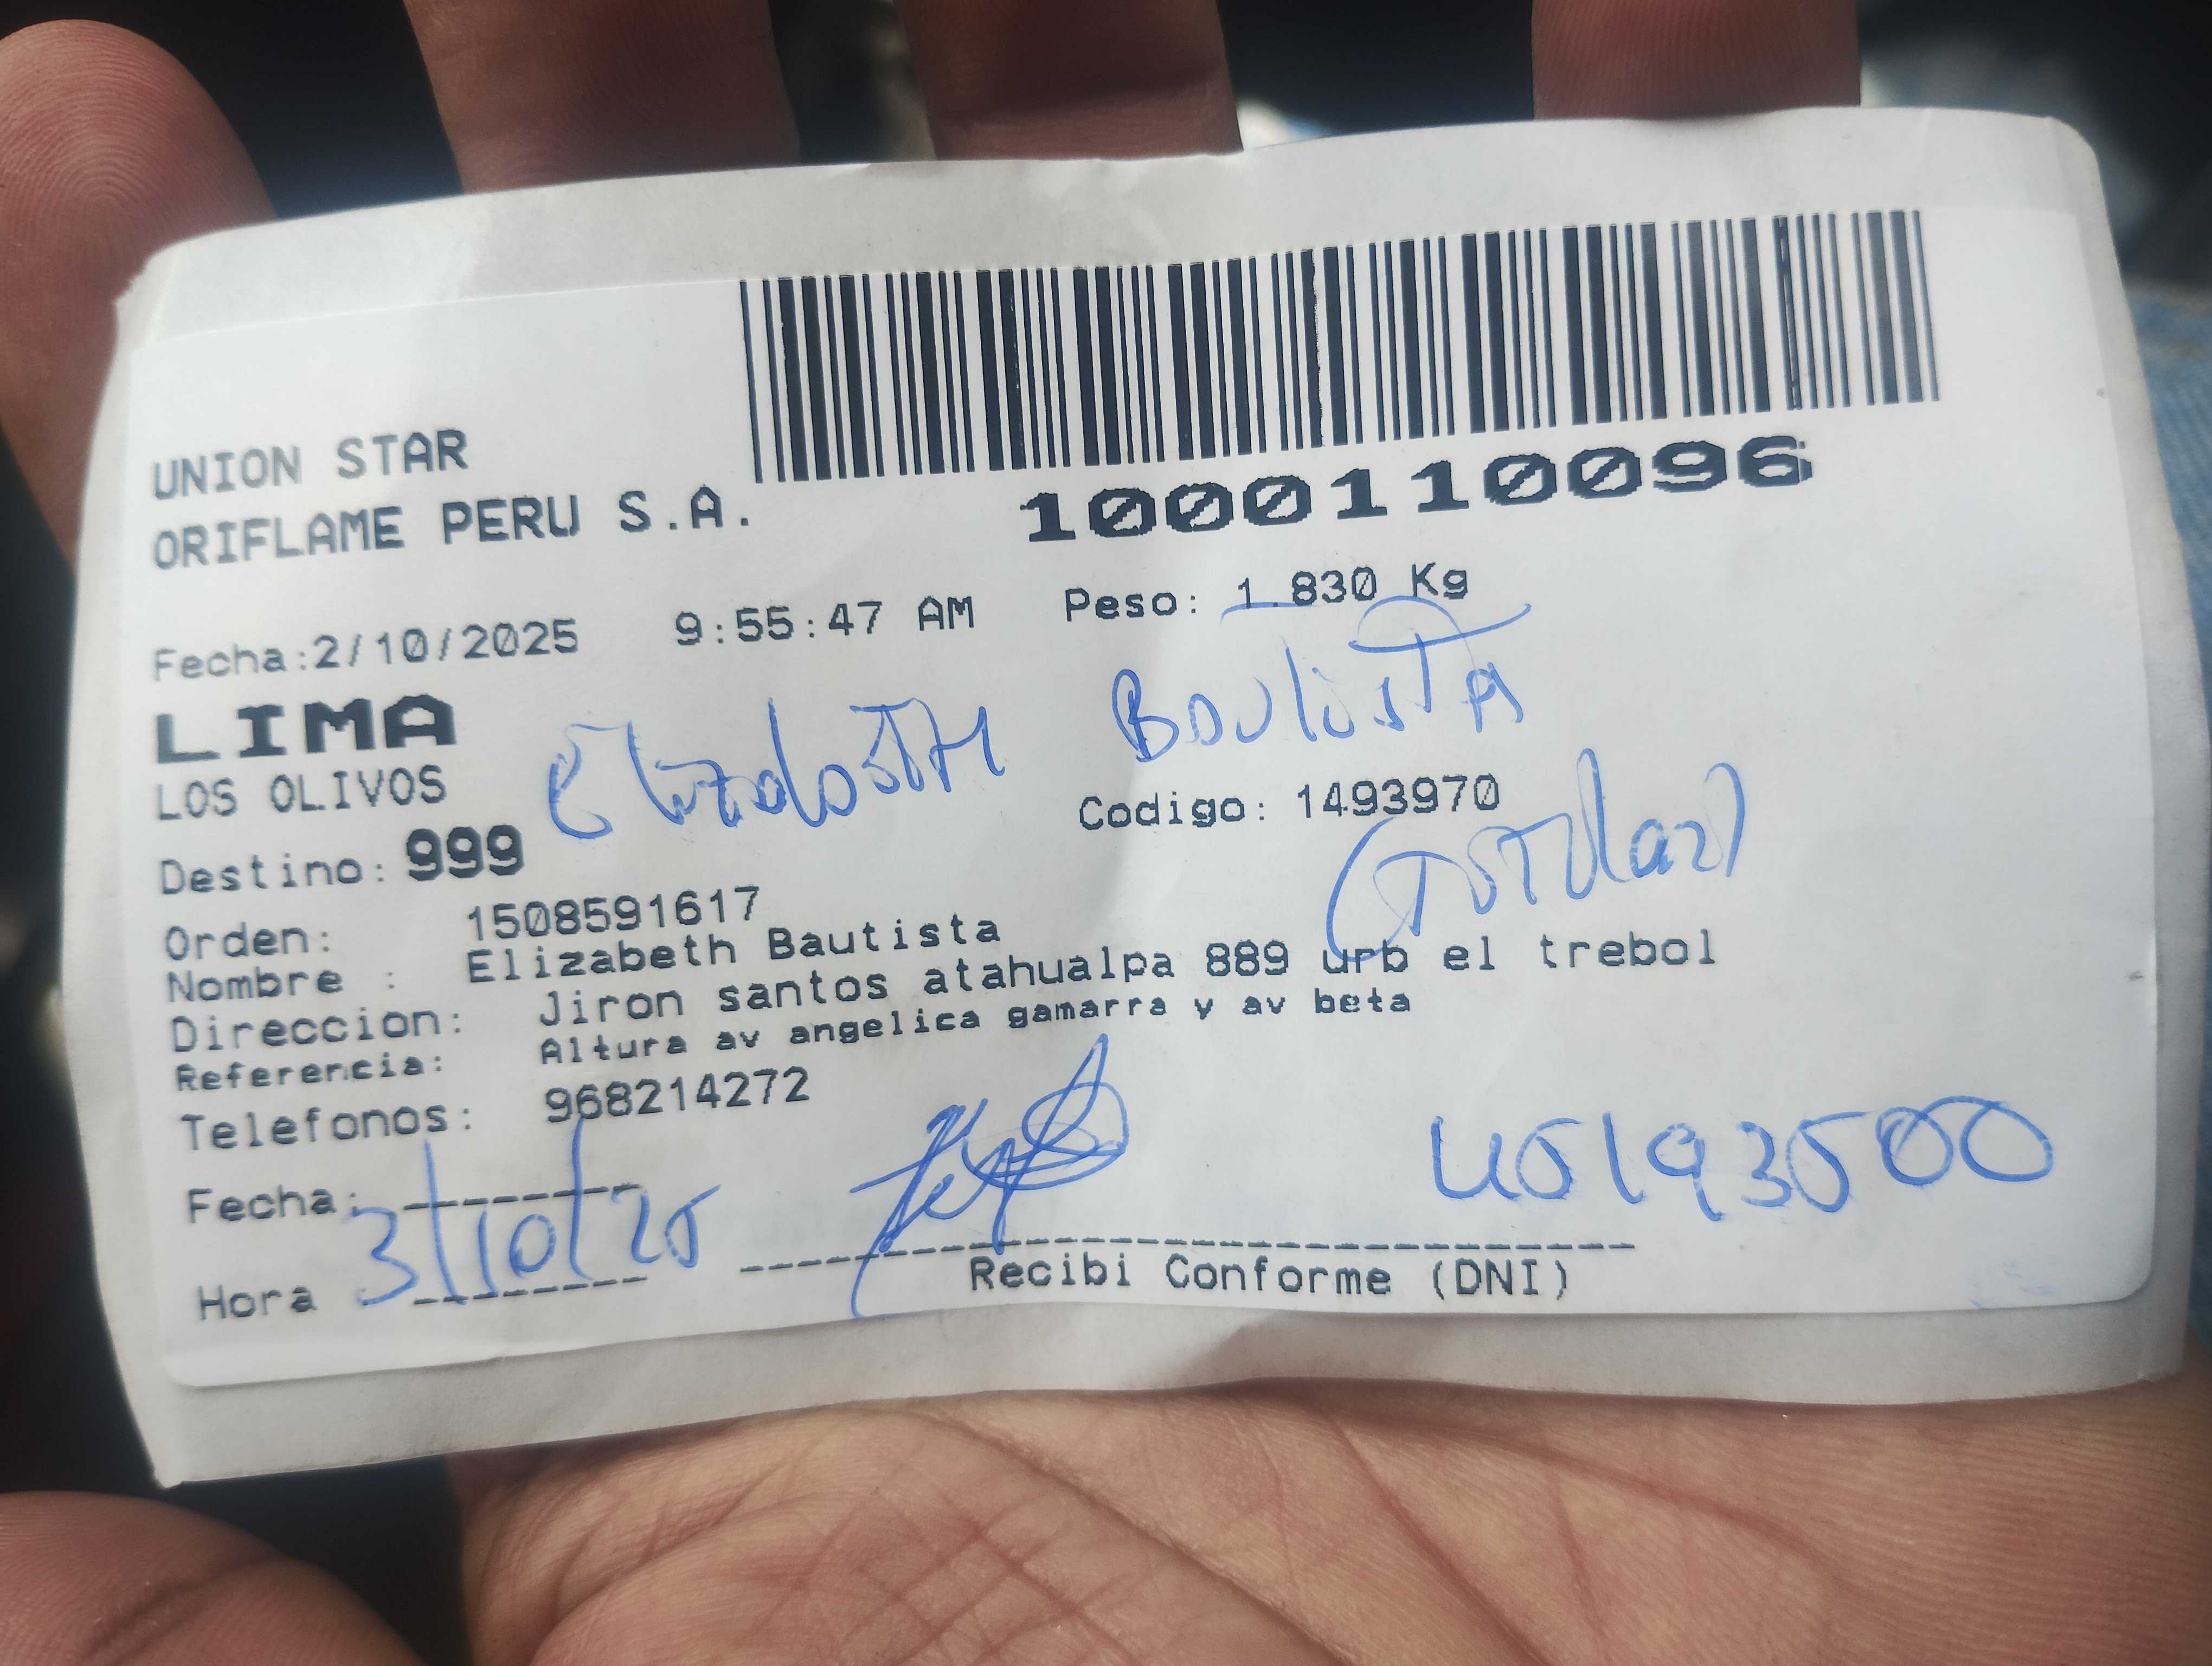 UNION STAR
ORIFLAME PERU S.A.
1000110096
Fecha:2/10/2025 9:55:47 AM Peso: 1.830 Kg
LIMA
LOS OLIVOS
Elizabeth Bautista
Destino: 999 Codigo: 1493970
(Titular)
Orden: 1508591617
Nombre : Elizabeth Bautista
Direccion: Jiron santos atahualpa 889 urb el trebol
Referencia: Altura av angelica gamarra y av beta
Telefonos: 968214272
Fecha:
3/10/25
45193500
Hora :
Recibi Conforme (DNI)